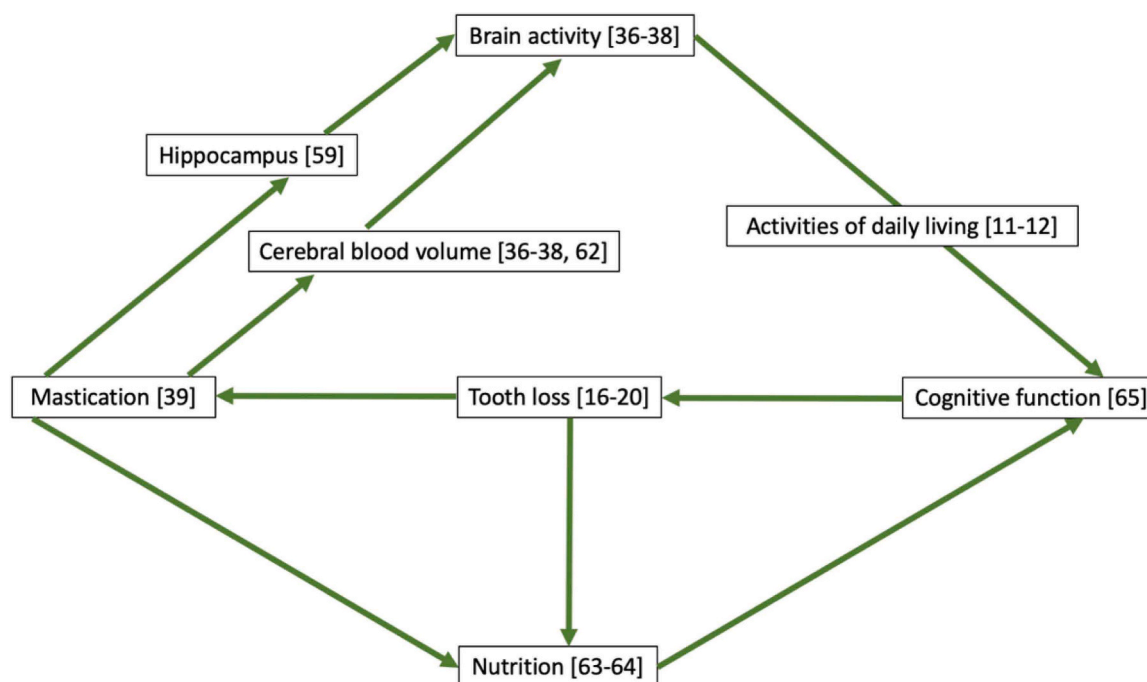 Brain activity [36-38]
Hippocampus [59]
Activities of daily living [11-12]
Cerebral blood volume [36-38, 62]
Mastication [39]
Tooth loss [16-20]
Cognitive function [65]
Nutrition [63-64]